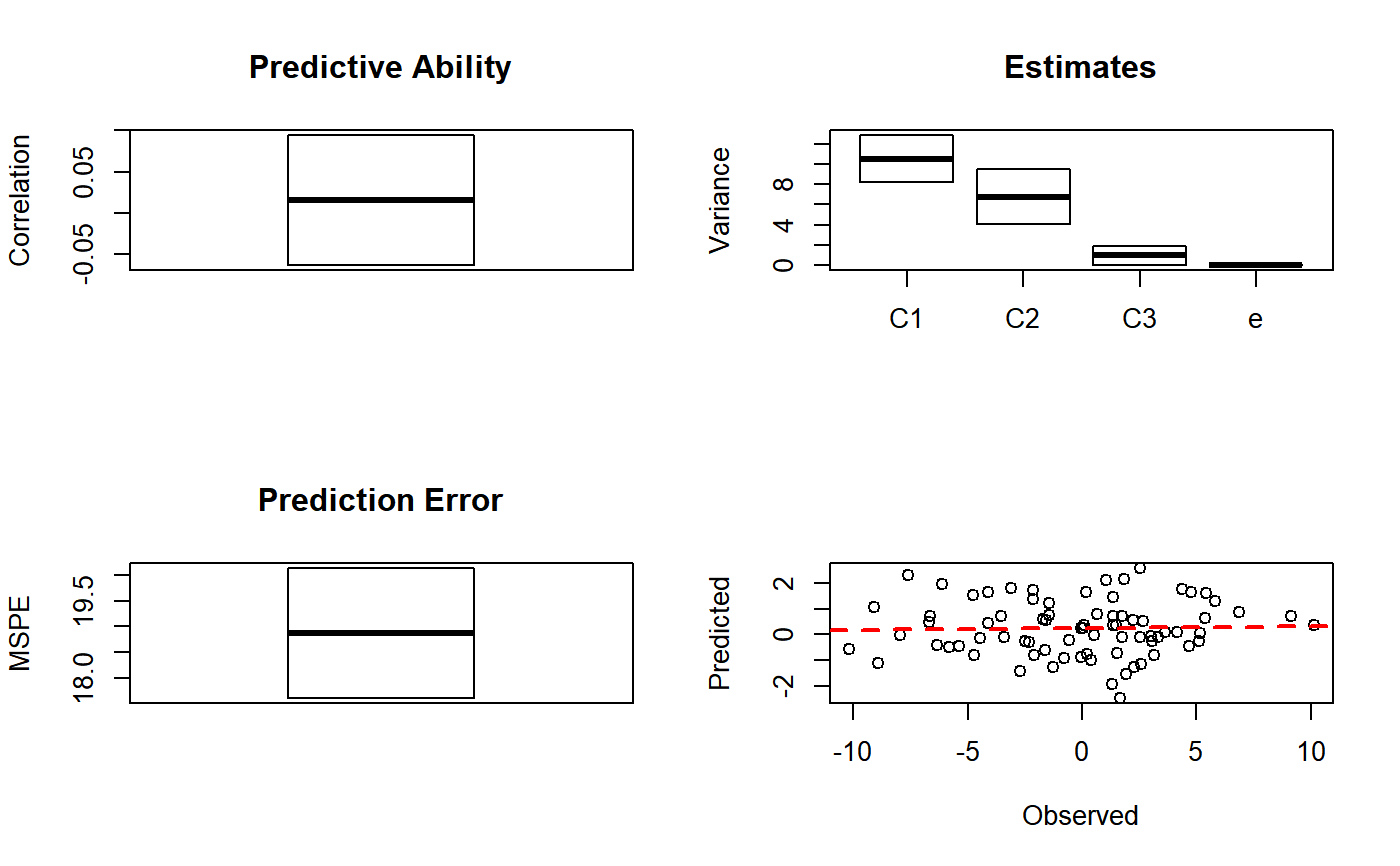 Predictive Ability
Correlation
0.05
-0.05
Estimates
Variance
8
4
0
C1 C2 C3 e
Prediction Error
MSPE
19.5
18.0
Predicted
2
0
-2
-10 -5 0 5 10
Observed